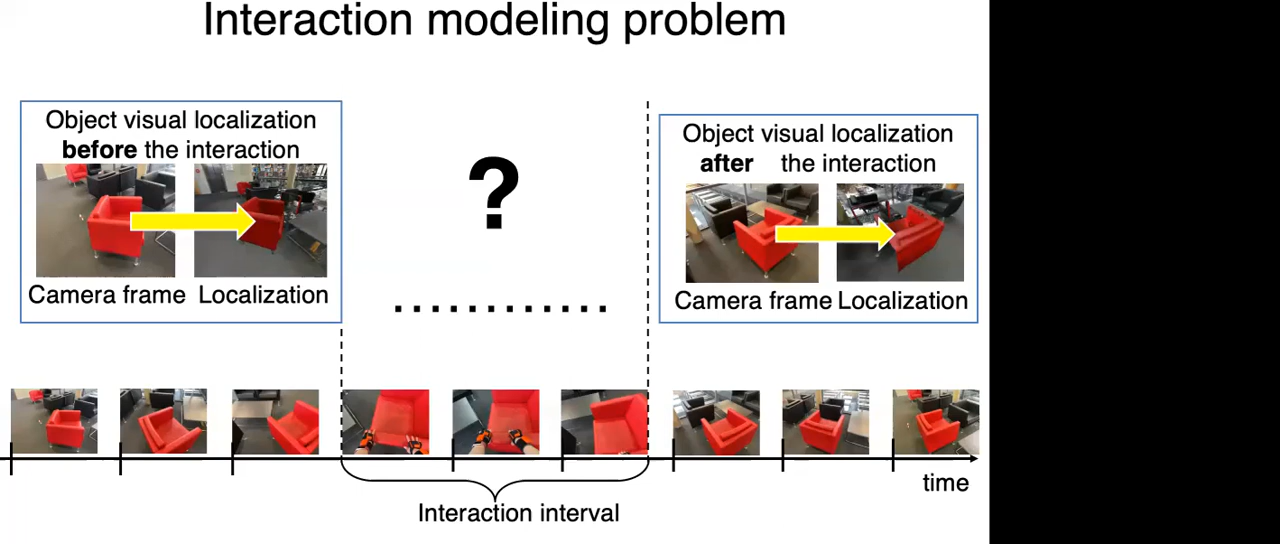 Interaction modeling problem
Object visual localization
before the interaction
Camera frame Localization
?
............
Object visual localization
after the interaction
Camera frame Localization
time
Interaction interval